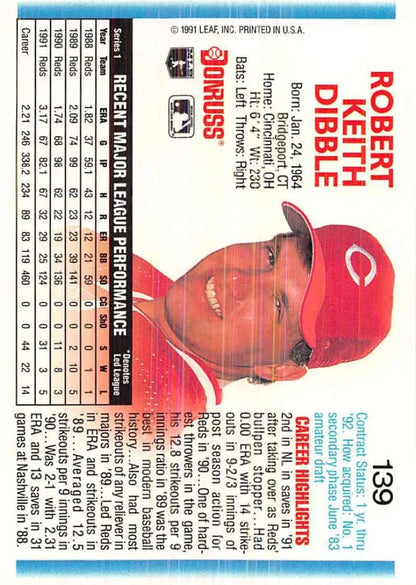 ROBERT
KEITH
DIBBLE
139
Born: Jan. 24, 1964
Bridgeport, CT
Home: Cincinnati, OH
Ht: 6' 4" Wt: 230
Bats: Left Throws: Right
DONRUSS®
© 1991 LEAF, INC. PRINTED IN U.S.A.
Contract Status: 1 yr. thru
'92. How acquired: No. 1
secondary phase June '83
amateur draft
CAREER HIGHLIGHTS
2nd in NL in saves in '91
after taking over as Reds'
bullpen stopper...Had
0.00 ERA with 14 strike-
outs in 9-2/3 innings of
post season action for
Reds in '90...One of hard-
est throwers in the game,
his 12.8 strikeouts per 9
innings ratio in '89 was the
best in modern baseball
history...Also had most
strikeouts of any reliever in
majors in '89...Led Reds
in ERA and strikeouts in
'89...Averaged 12.5
strikeouts per 9 innings in
'90...Was 2-1 with 2.31
ERA and 13 saves in 31
games at Nashville in '88.
Series 1 RECENT MAJOR LEAGUE PERFORMANCE *Denotes Led League
Year Team ERA G IP H R ER BB SO CG ShO S W L
1988 Reds 1.82 37 59.1 43 12 12 21 59 0 0 0 1 1
1989 Reds 2.09 74 99 62 23 23 39 141 0 0 2 10 5
1990 Reds 1.74 68 98 62 22 19 34 136 0 0 11 8 3
1991 Reds 3.17 67 82.1 67 32 29 25 124 0 0 31 3 5
Career 2.21 246 338.2 234 89 83 119 460 0 0 44 22 14